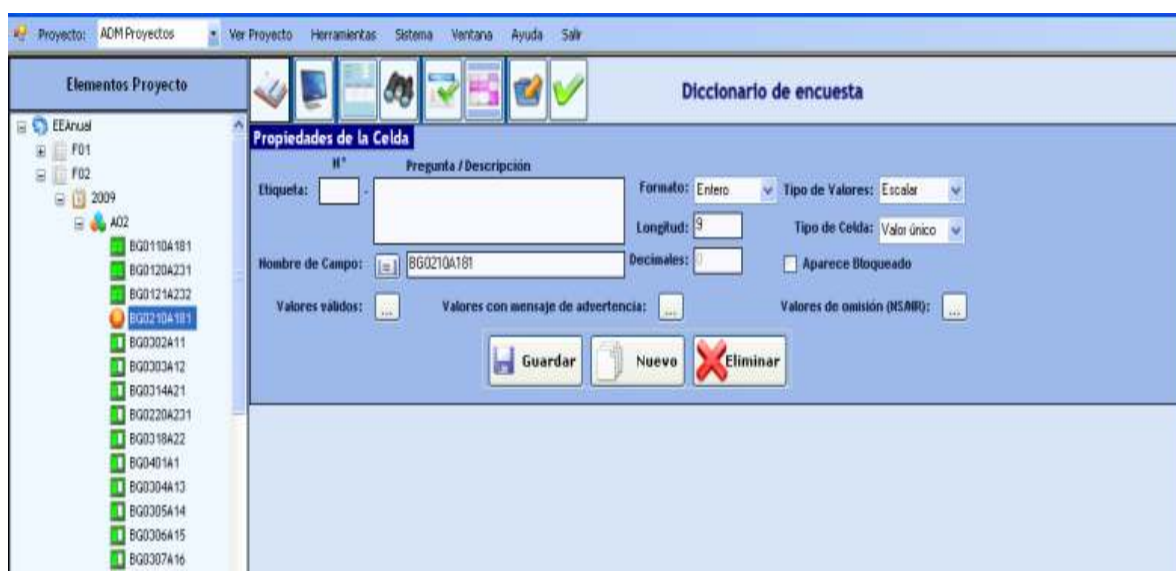 Proyecto: ADM Proyectos Ver Proyecto Herramientas Sistema Ventana Ayuda Salir
Elementos Proyecto
Diccionario de encuesta
EEAnual
F01
F02
2009
A02
BG0110A181
BG0120A231
BG0121A232
BG0210A181
BG0302A11
BG0303A12
BG0314A21
BG0220A231
BG0318A22
BG0401A1
BG0304A13
BG0305A14
BG0306A15
BG0307A16
Propiedades de la Celda
N° Pregunta / Descripción
Etiqueta: - Formato: Entero Tipo de Valores: Escalar
Longitud: 9 Tipo de Celda: Valor único
Nombre de Campo: [=] BG0210A181 Decimales: 0 Aparece Bloqueado
Valores válidos: ... Valores con mensaje de advertencia: ... Valores de omisión (NS/NR): ...
Guardar Nuevo Eliminar